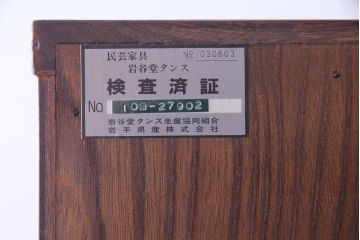 民芸家具 No 030603
岩谷堂タンス
検査済証
No. 10B-27902
岩谷堂タンス生産協同組合
岩手県産株式会社